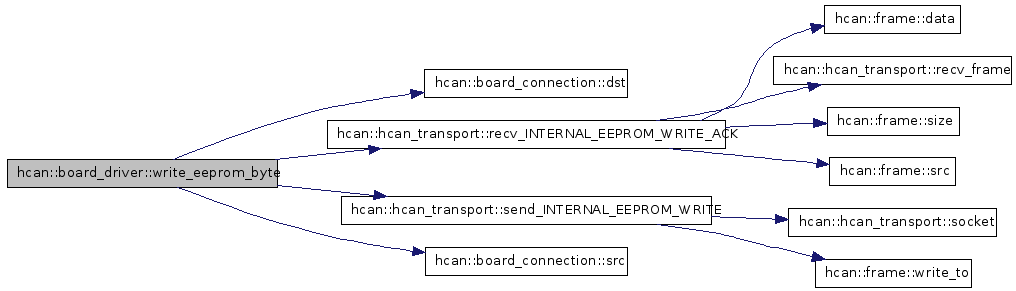 hcan::board_driver::write_eeprom_byte
hcan::board_connection::dst
hcan::hcan_transport::recv_INTERNAL_EEPROM_WRITE_ACK
hcan::hcan_transport::send_INTERNAL_EEPROM_WRITE
hcan::board_connection::src
hcan::frame::data
hcan::hcan_transport::recv_frame
hcan::frame::size
hcan::frame::src
hcan::hcan_transport::socket
hcan::frame::write_to